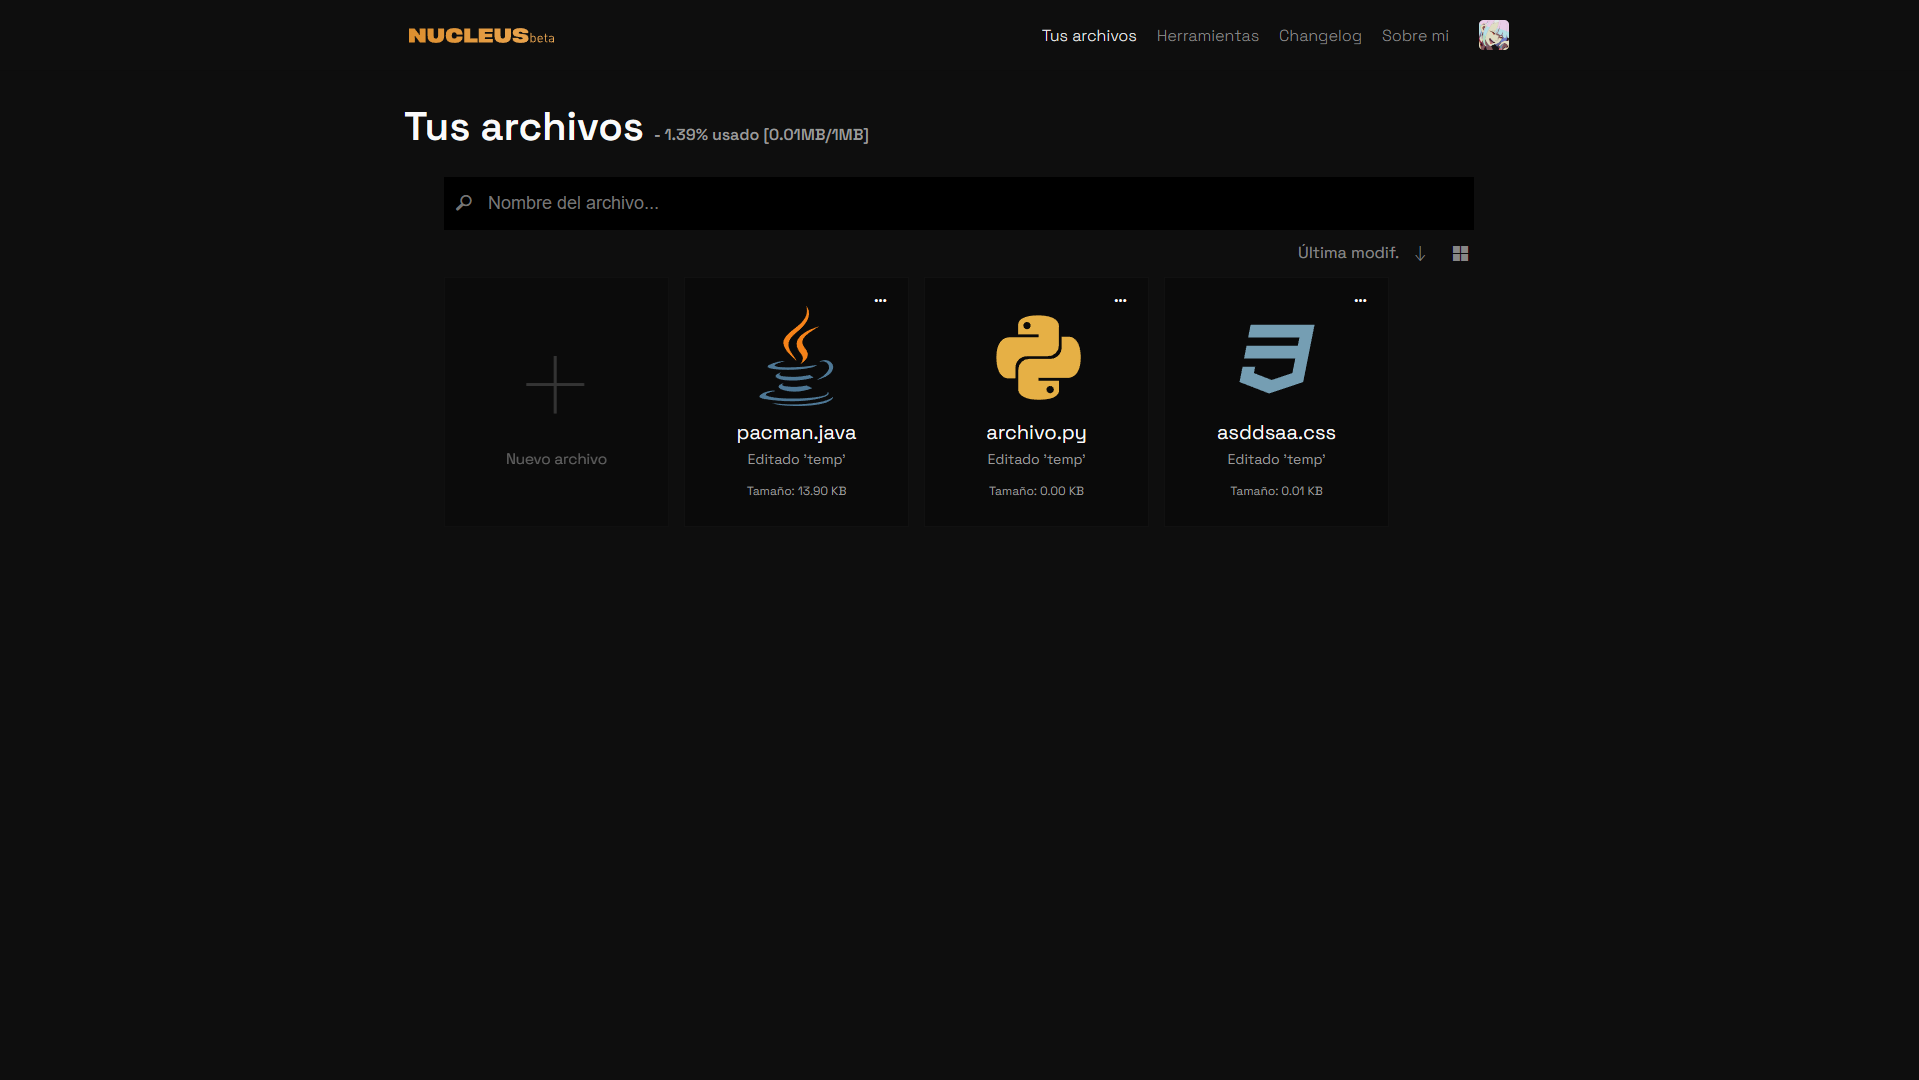 NUCLEUSbeta
Tus archivos Herramientas Changelog Sobre mi
Tus archivos - 1.39% usado [0.01MB/1MB]
Nombre del archivo...
Última modif.
Nuevo archivo
pacman.java
Editado 'temp'
Tamaño: 13.90 KB
archivo.py
Editado 'temp'
Tamaño: 0.00 KB
asddsaa.css
Editado 'temp'
Tamaño: 0.01 KB